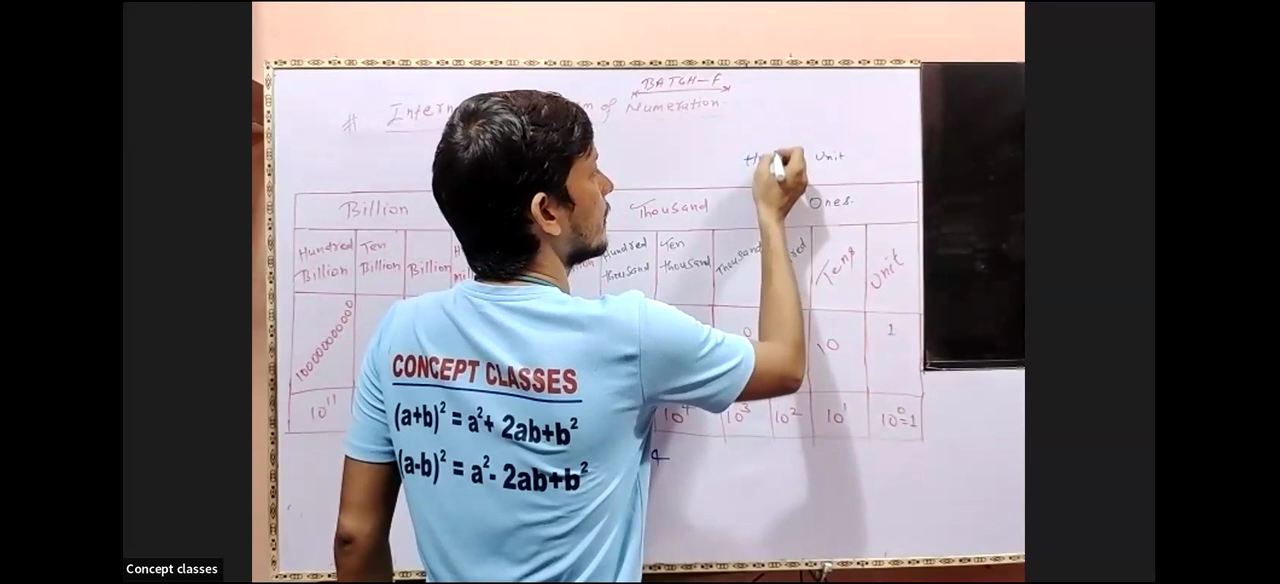 BATCH-F
# Intern m of Numeration
Unit
Billion Thousand Ones.
Hundred Billion Ten Billion Billion Hundred thousand Ten thousand Thousand Tens Unit
100000000000 0 10 1
10¹¹ 10⁴ 10³ 10² 10¹ 10⁰=1
4
CONCEPT CLASSES
(a+b)² = a²+ 2ab+b²
(a-b)² = a²- 2ab+b²
Concept classes